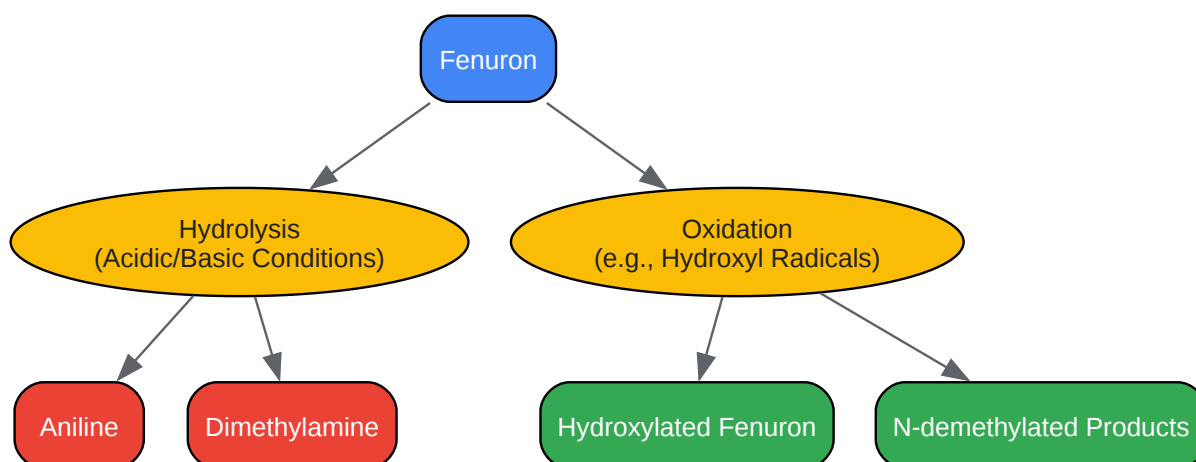 Fenuron
Hydrolysis
(Acidic/Basic Conditions)
Oxidation
(e.g., Hydroxyl Radicals)
Aniline
Dimethylamine
Hydroxylated Fenuron
N-demethylated Products